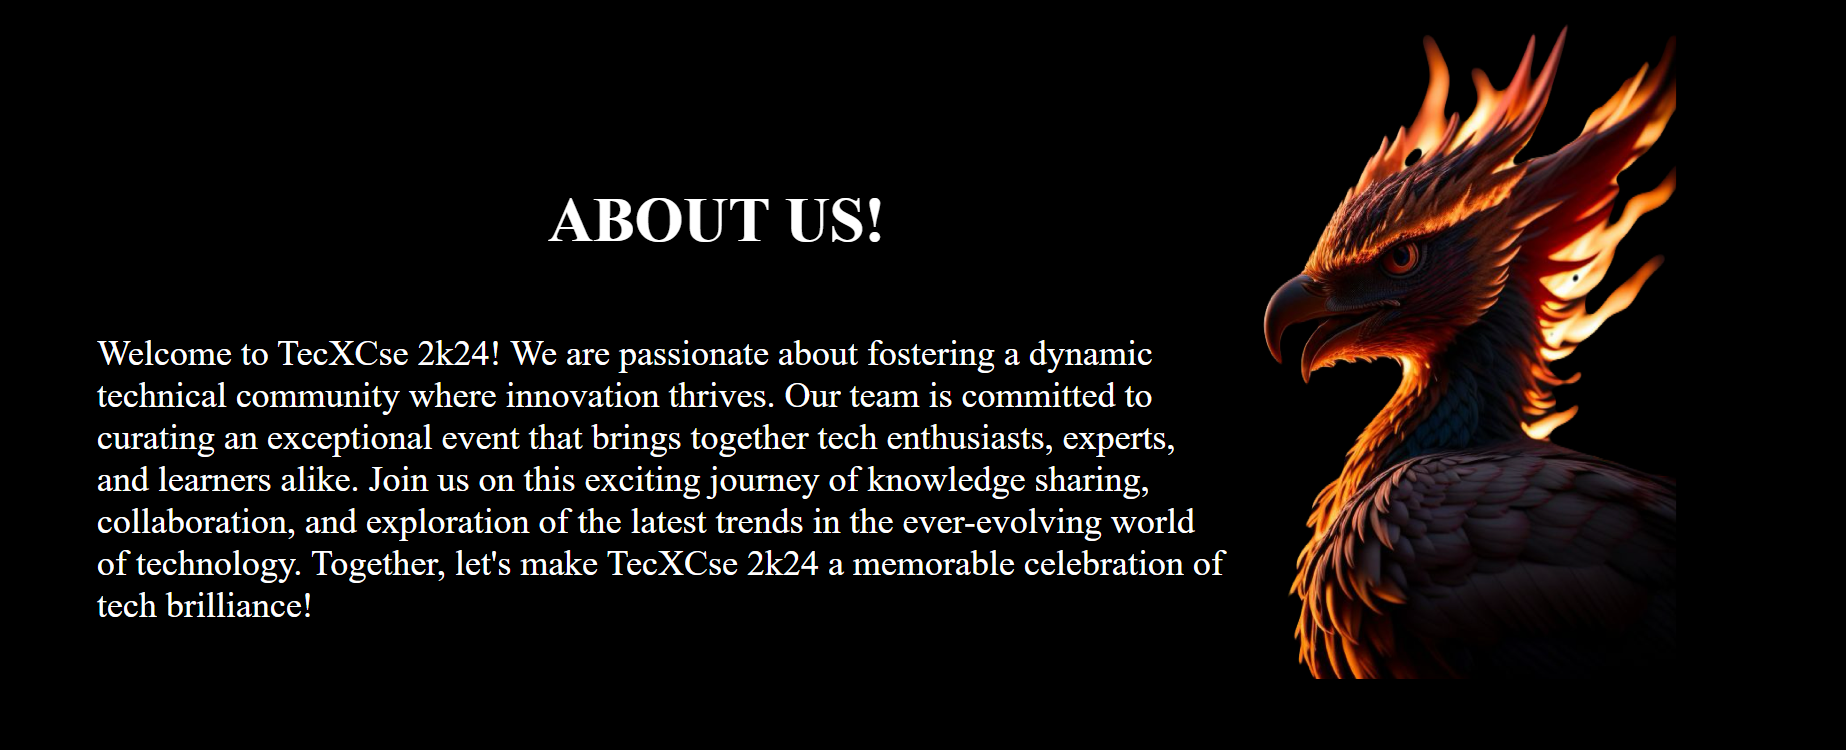 ABOUT US!
Welcome to TecXCse 2k24! We are passionate about fostering a dynamic
technical community where innovation thrives. Our team is committed to
curating an exceptional event that brings together tech enthusiasts, experts,
and learners alike. Join us on this exciting journey of knowledge sharing,
collaboration, and exploration of the latest trends in the ever-evolving world
of technology. Together, let's make TecXCse 2k24 a memorable celebration of
tech brilliance!